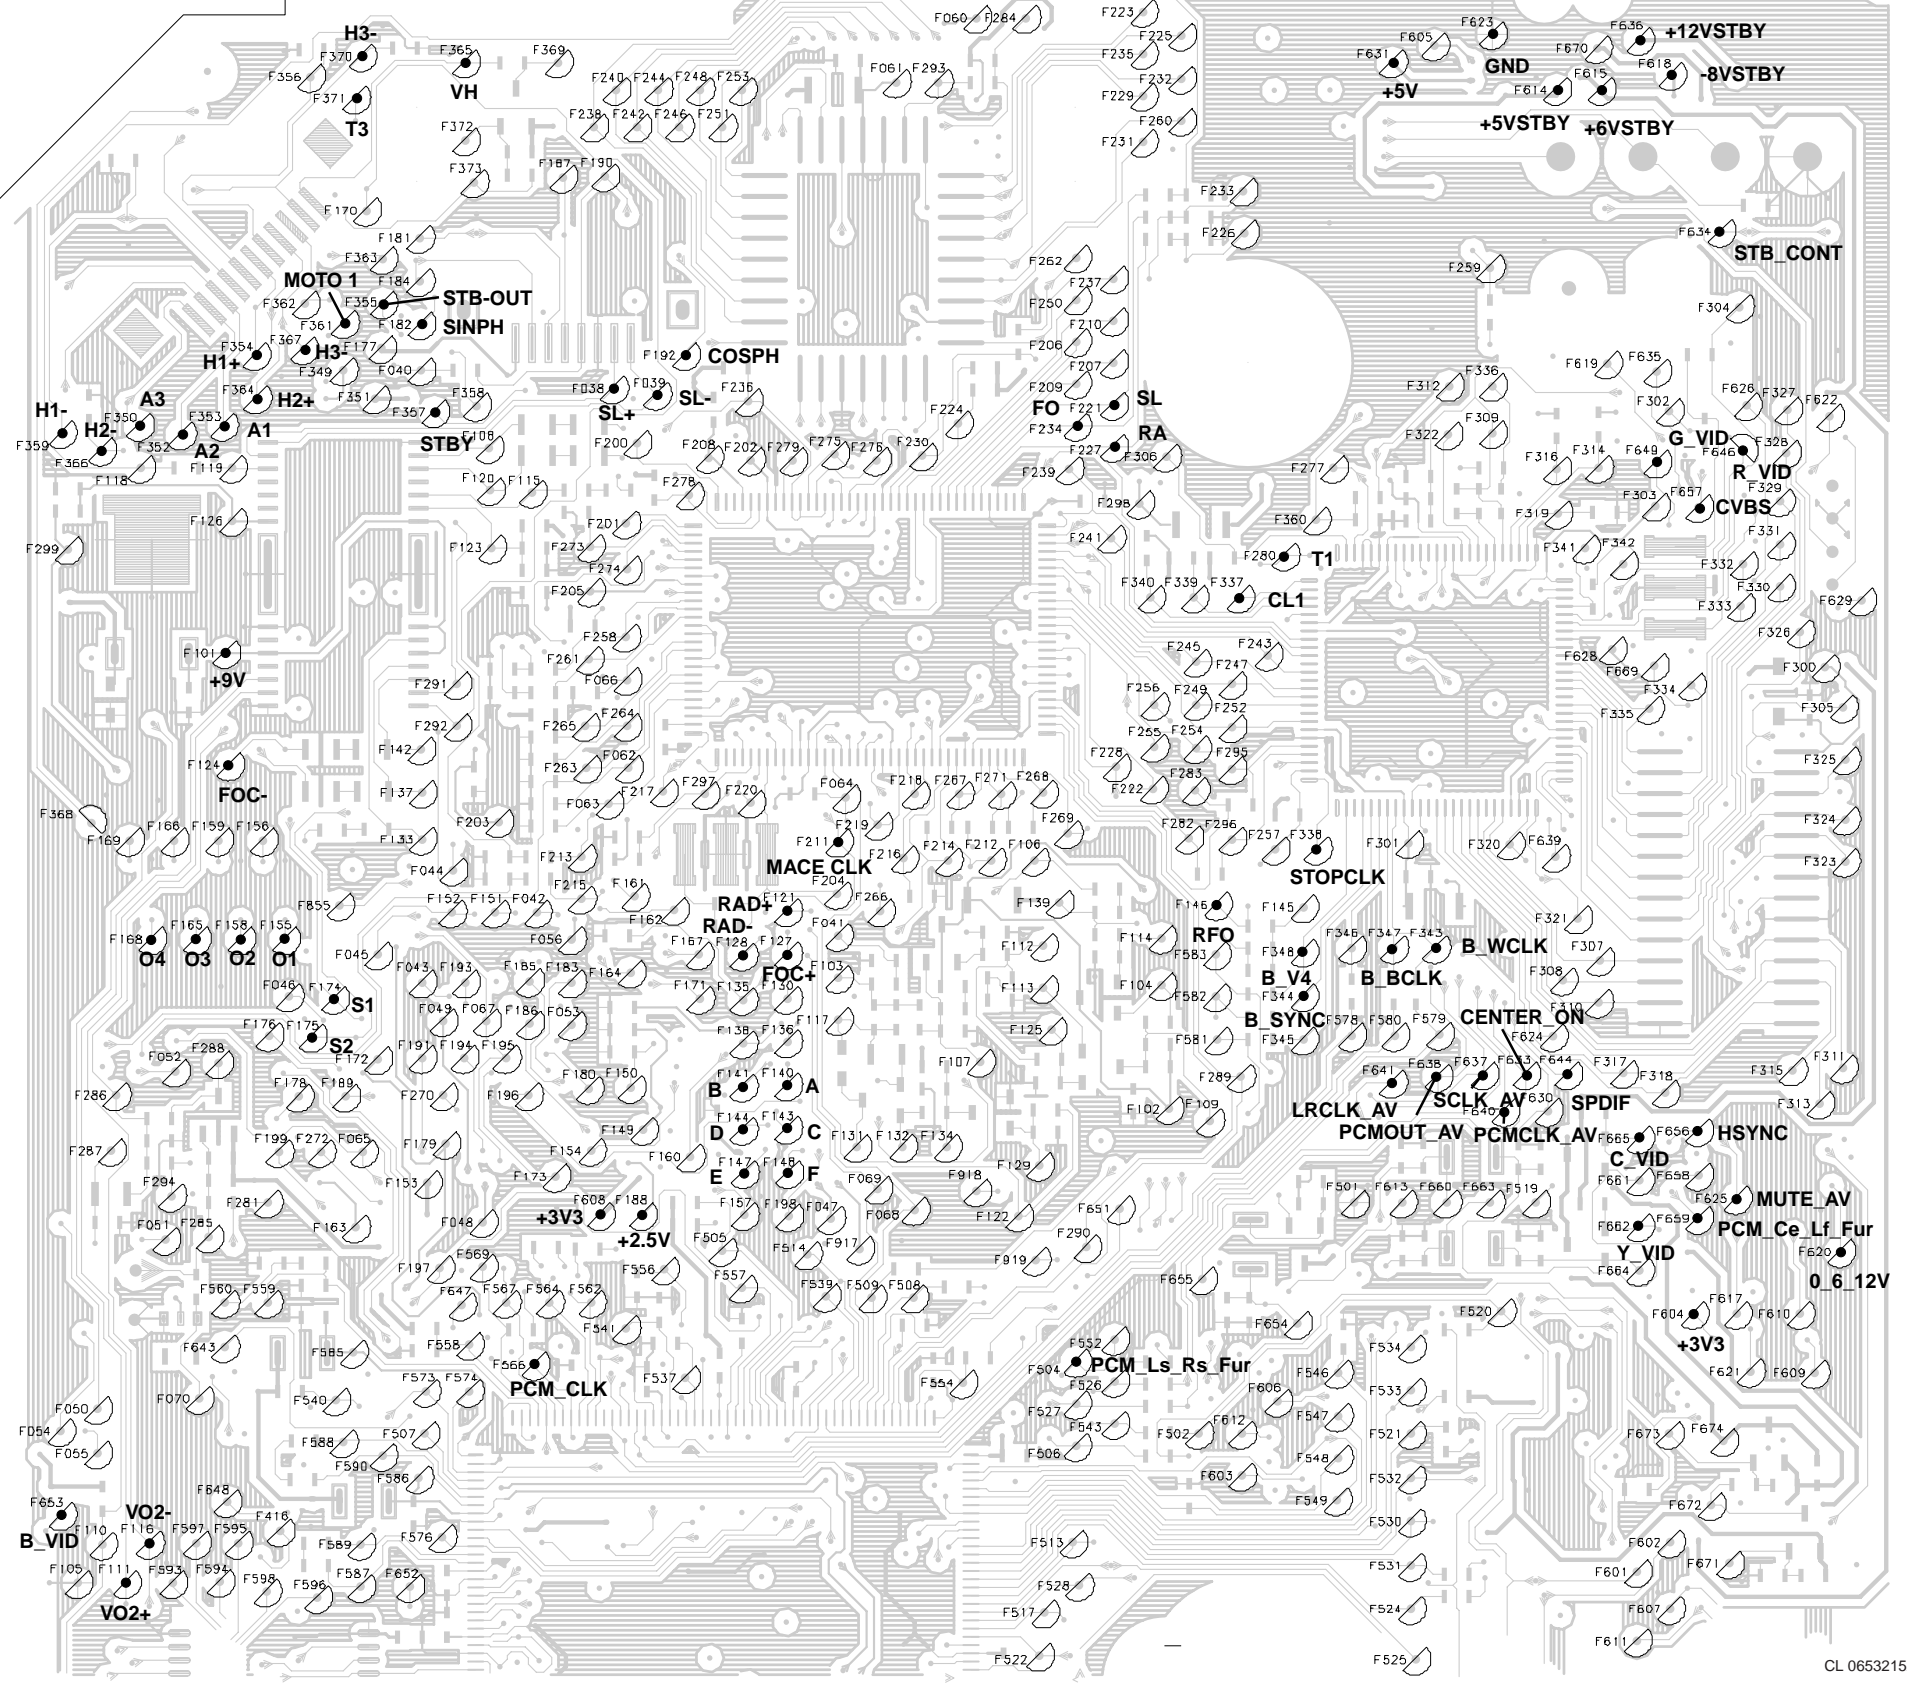 H3-
F370
F356
F371
T3
F365
VH
F369
F372
F373
F240 F244 F248 F253
F238 F242 F246 F251
F187 F190
F060 F284
F061 F293
F223
F225
F235
F232
F229
F260
F231
F233
F226
F631
+5V
F605
F623
GND
F670
F636 +12VSTBY
F618 -8VSTBY
F614 F615
+5VSTBY +6VSTBY
F634
STB_CONT
F170
F181
F363
F184
MOTO 1
F362 F355 STB-OUT
F361 F182 SINPH
F354 F367 H3- F177
H1+ F349 F040
F364 H2+ F351 F358
F357
STBY F108
A3
H1- F350 F353 A1
F359 H2- F352 A2
F366
F118 F119
F120 F115
F126
F299
F123
F192 COSPH
F038 F039 SL-
SL+
F236
F200
F208 F202 F279 F275 F276 F230
F224
F278
F262
F237
F250
F210
F206
F207
F209
FO F221 SL
F234
F227 RA
F306
F239
F298
F241
F259
F304
F619 F635
F312 F336
F302 F626 F327 F622
F309
F322
G_VID
F646 F328
R_VID
F316 F314 F649
F277
F303 F657 CVBS
F329
F319
F360
F331
F341 F342
F280 T1
F332
F330
F333
F340 F339 F337 CL1
F629
F326
F201
F273
F274
F205
F258
F261
F066
F101
+9V
F291
F292
F265 F264
F142
F263 F062
F124
FOC-
F137
F063
F217 F297 F220
F064
F218 F267 F271 F268
F245 F243
F247
F256 F249
F252
F255 F254
F295
F228
F283
F222
F628
F669
F334
F335
F300
F305
F325
F324
F323
F368
F169 F166 F159 F156
F133
F203
F044
F213
F211 F219
MACE CLK
F216 F214 F212 F106
F269
F282 F296 F257 F338
STOPCLK
F301 F320 F639
F855
F152 F151 F042
F215 F161
F162
RAD+ F121
RAD-
F204
F266
F041
F139
F146
RFO
F145
F321
F168 F165 F158 F155
O4 O3 O2 O1
F045
F056
F167 F128 F127
FOC+
F103
F112
F114
F583
F348
B_V4
F346 F347 F343 B_WCLK
B_BCLK
F307
F308
F310
F046 F174 S1
F043 F193 F185 F183 F164
F171 F135 F130
F113
F104
F582
F344
B_SYNC
F345
F176 F175 S2
F049 F067 F186 F053
F117
F138 F136
F125
F581
F578 F580 F579
CENTER_ON
F624
F052 F288
F172
F191 F194 F195
F107
F289
F641 F638 F637 F633 F644
LRCLK_AV SCLK_AV SPDIF
PCMOUT_AV
F640 F630
PCMCLK_AV
F317
F318
F315 F311
F313
F286
F178 F189
F270 F196
F180 F150
B F141 F140 A
F102 F109
D F144 F143 C
F149
F131 F132 F134
F287
F199 F272 F065
F179
F154
F160
F173
E F147 F148 F
F129
F665 F656 HSYNC
C_VID
F661 F658
F294
F281
F153
F069
F918
F501 F613 F660 F663 F519
F625 MUTE_AV
F051 F285
F163
F048
+3V3 F608 F188
+2.5V
F157 F198 F047
F068
F122
F651
F662
Y_VID
F659 PCM_Ce_Lf_Fur
F664
F620
0_6_12V
F197 F569
F505
F514 F917
F919
F290
F556
F557
F655
F560 F559
F647 F567 F564 F562
F539 F509 F508
F541
F654
F520
F604
+3V3
F617 F610
F643
F585
F558
F566
PCM_CLK
F537
F554
F552
F504 PCM_Ls_Rs_Fur
F526
F534
F546
F533
F621 F609
F070
F540
F573 F574
F606
F527
F543
F547
F050
F054
F055
F588
F507
F590
F586
F506
F502 F612
F521
F548
F603
F532
F673 F674
F549
F672
F653
B_VID
VO2-
F648
F110 F116 F597 F595 F416
F589
F576
F530
F513
F602
F105 F111 F593 F594
VO2+
F598 F596 F587 F652
F528
F517
F531
F601 F671
F524
F607
F611
F522
F525
CL 0653215